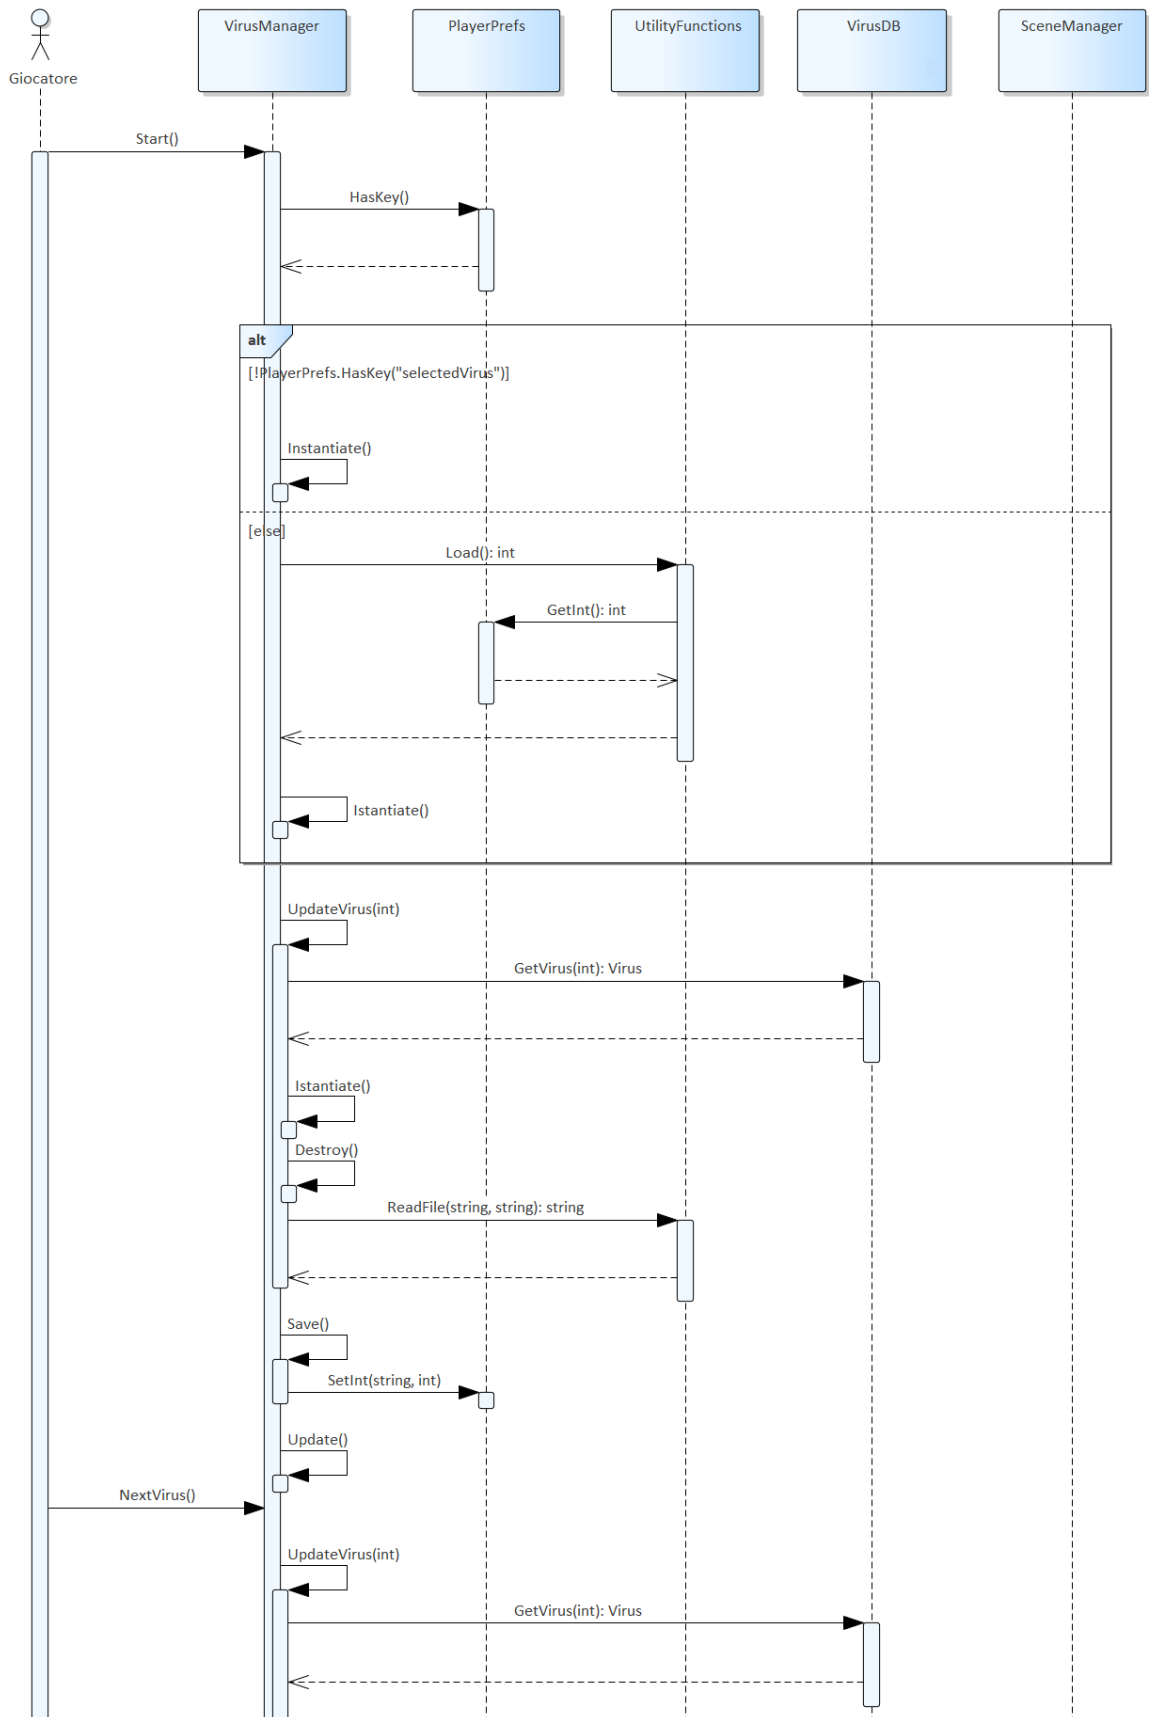 Giocatore
VirusManager
PlayerPrefs
UtilityFunctions
VirusDB
SceneManager
Start()
HasKey()
alt
[!PlayerPrefs.HasKey("selectedVirus")]
Instantiate()
[else]
Load(): int
GetInt(): int
Istantiate()
UpdateVirus(int)
GetVirus(int): Virus
Istantiate()
Destroy()
ReadFile(string, string): string
Save()
SetInt(string, int)
Update()
NextVirus()
UpdateVirus(int)
GetVirus(int): Virus